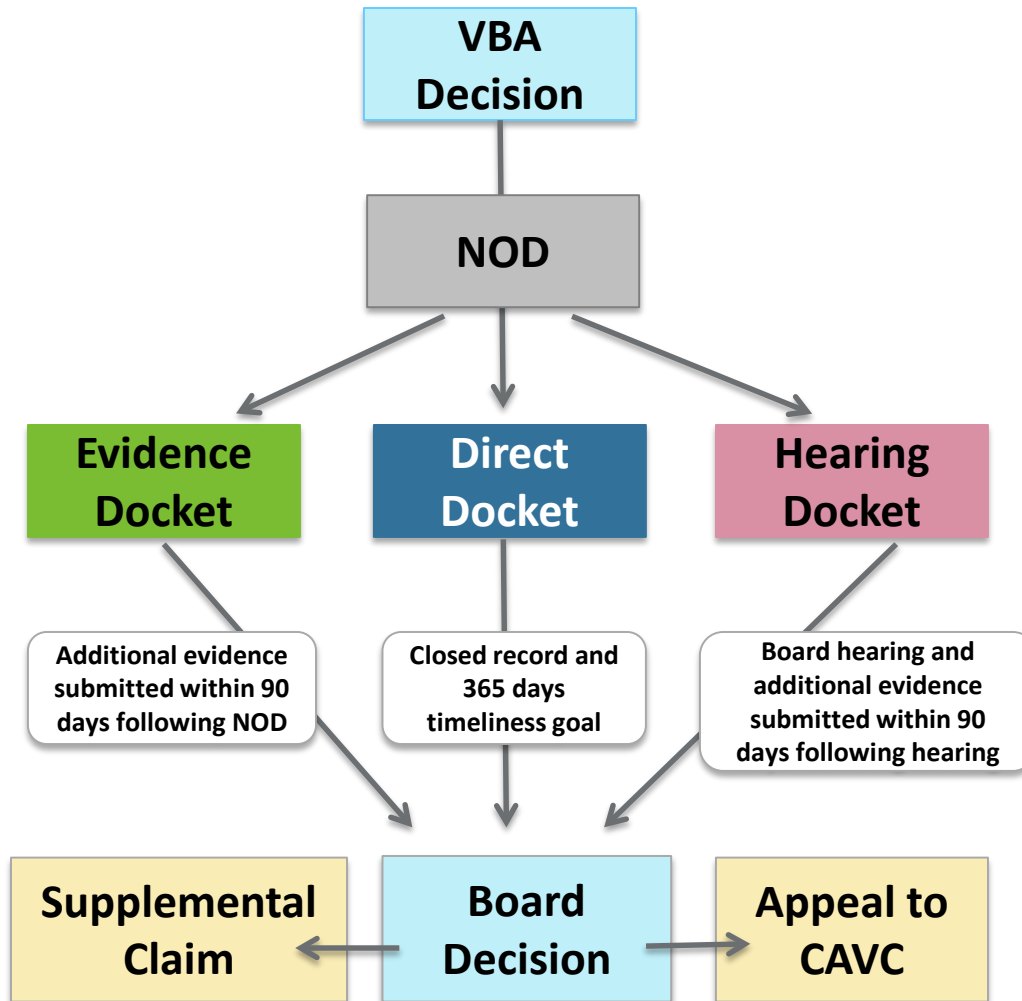 VBA
Decision
NOD
Evidence
Docket
Direct
Docket
Hearing
Docket
Additional evidence
submitted within 90
days following NOD
Closed record and
365 days
timeliness goal
Board hearing and
additional evidence
submitted within 90
days following hearing
Supplemental
Claim
Board
Decision
Appeal to
CAVC